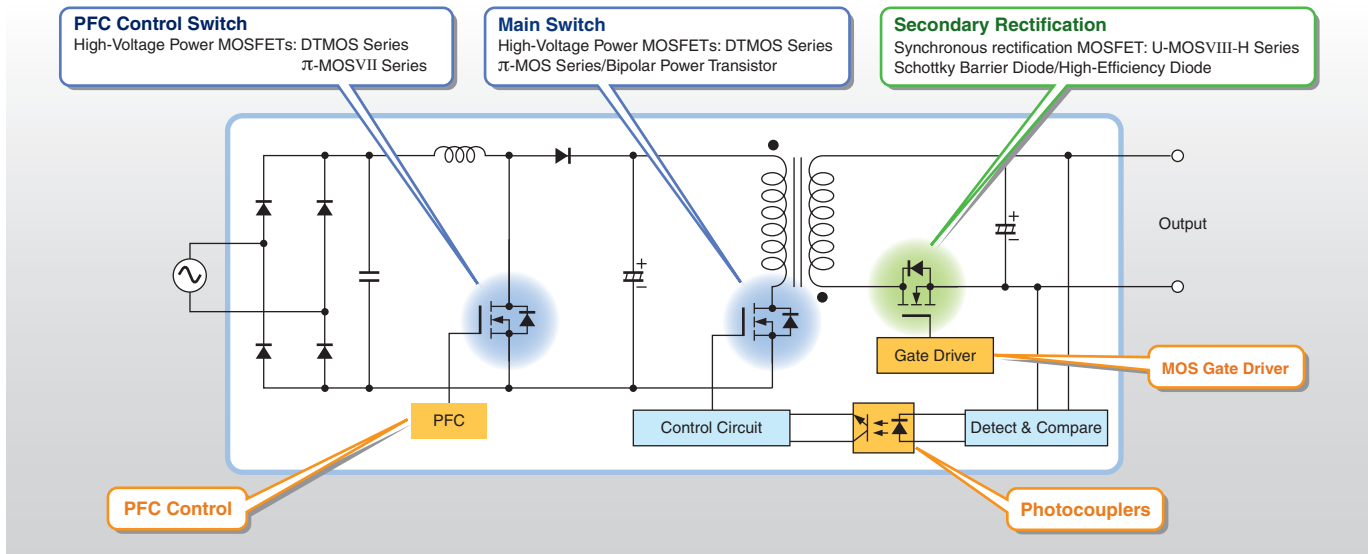 PFC Control Switch
High-Voltage Power MOSFETs: DTMOS Series
π-MOSVII Series
Main Switch
High-Voltage Power MOSFETs: DTMOS Series
π-MOS Series/Bipolar Power Transistor
Secondary Rectification
Synchronous rectification MOSFET: U-MOSVIII-H Series
Schottky Barrier Diode/High-Efficiency Diode
+
−
+
−
Output
Gate Driver
MOS Gate Driver
PFC
Control Circuit
Detect & Compare
PFC Control
Photocouplers